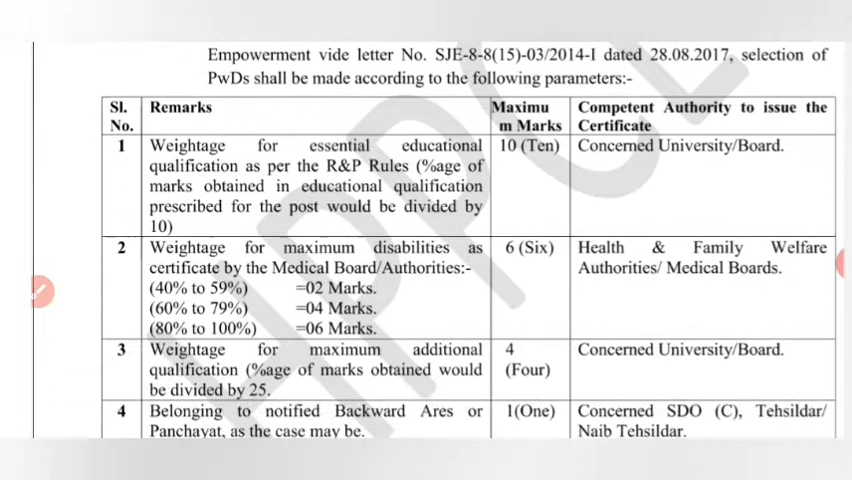 Empowerment vide letter No. SJE-8-8(15)-03/2014-I dated 28.08.2017, selection of
PwDs shall be made according to the following parameters:-
Sl. No. Remarks Maximu m Marks Competent Authority to issue the Certificate
1 Weightage for essential educational
qualification as per the R&P Rules (%age of
marks obtained in educational qualification
prescribed for the post would be divided by
10)
10 (Ten)
Concerned University/Board.
2 Weightage for maximum disabilities as
certificate by the Medical Board/Authorities:-
(40% to 59%) =02 Marks.
(60% to 79%) =04 Marks.
(80% to 100%) =06 Marks.
6 (Six)
Health & Family Welfare
Authorities/ Medical Boards.
3 Weightage for maximum additional
qualification (%age of marks obtained would
be divided by 25.
4
(Four)
Concerned University/Board.
4 Belonging to notified Backward Ares or
Panchayat, as the case may be.
1(One)
Concerned SDO (C), Tehsildar/
Naib Tehsildar.
HPPCL